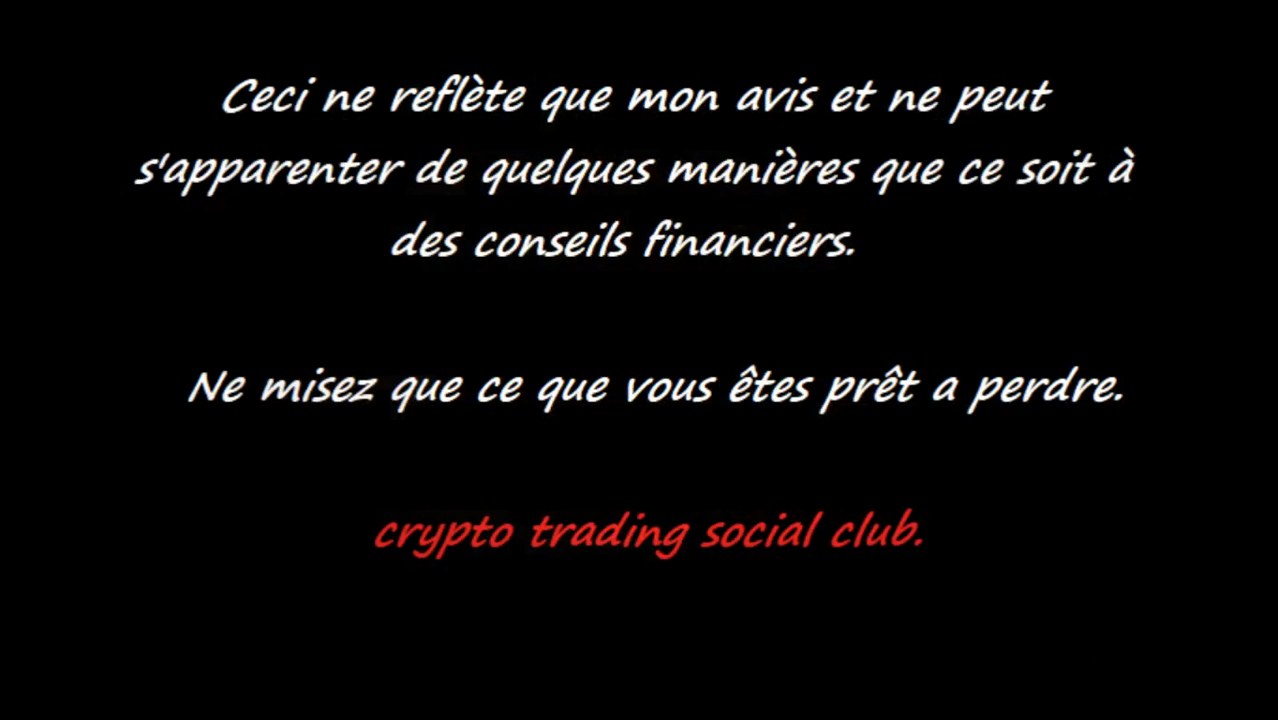 Ceci ne reflète que mon avis et ne peut
s'apparenter de quelques manières que ce soit à
des conseils financiers.
Ne misez que ce que vous êtes prêt a perdre.
crypto trading social club.